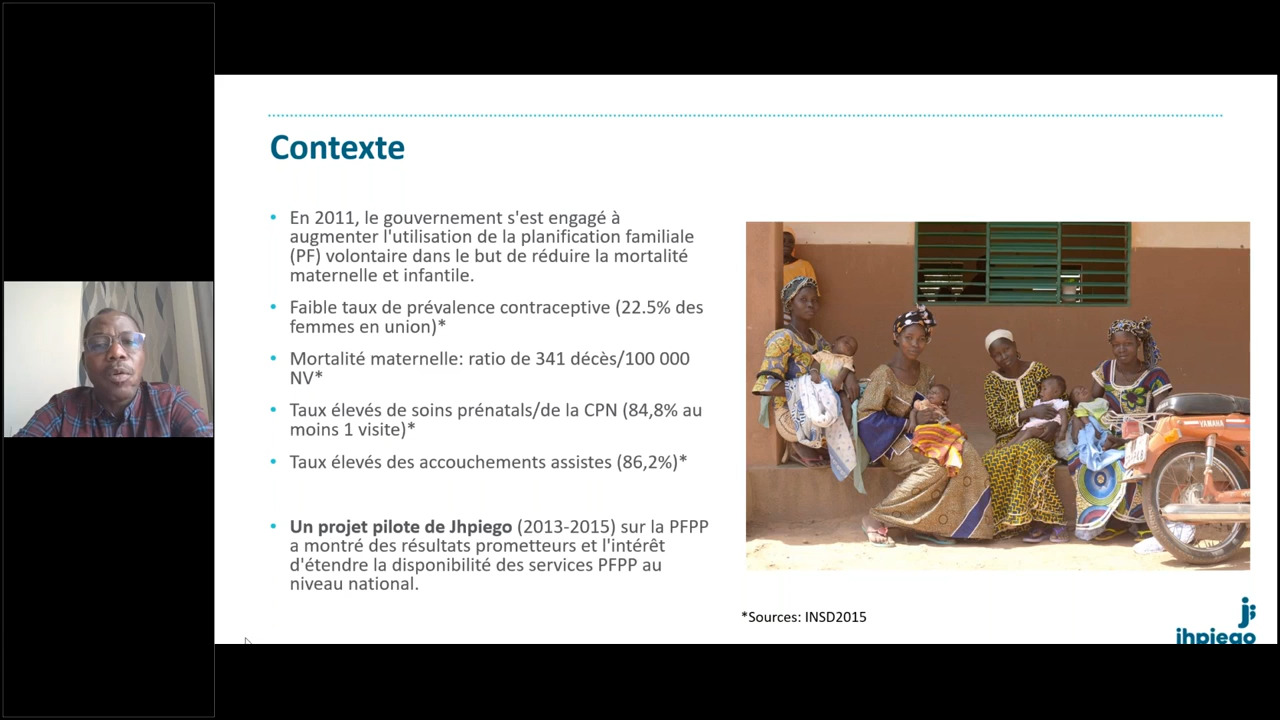 Contexte
• En 2011, le gouvernement s'est engagé à
augmenter l'utilisation de la planification familiale
(PF) volontaire dans le but de réduire la mortalité
maternelle et infantile.
• Faible taux de prévalence contraceptive (22.5% des
femmes en union)*
• Mortalité maternelle: ratio de 341 décès/100 000
NV*
• Taux élevés de soins prénatals/de la CPN (84,8% au
moins 1 visite)*
• Taux élevés des accouchements assistes (86,2%)*
• Un projet pilote de Jhpiego (2013-2015) sur la PFPP
a montré des résultats prometteurs et l'intérêt
d'étendre la disponibilité des services PFPP au
niveau national.
YAMAHA
*Sources: INSD2015
jhpiego